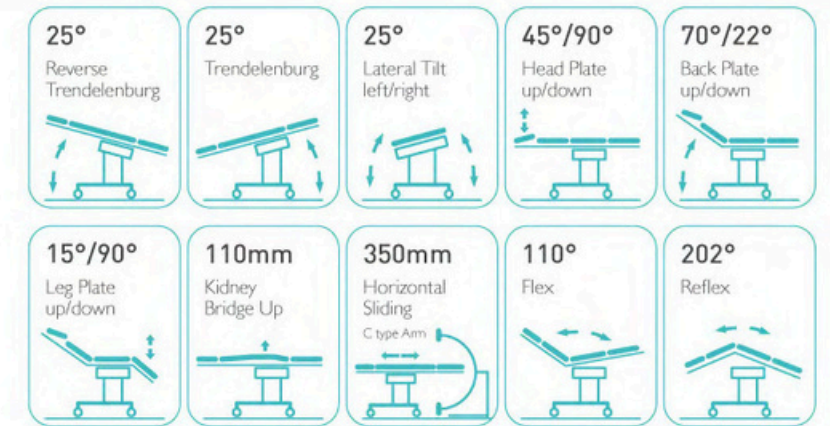 25°
Reverse
Trendelenburg
25°
Trendelenburg
25°
Lateral Tilt
left/right
45°/90°
Head Plate
up/down
70°/22°
Back Plate
up/down
15°/90°
Leg Plate
up/down
110mm
Kidney
Bridge Up
350mm
Horizontal
Sliding
C type Arm
110°
Flex
202°
Reflex